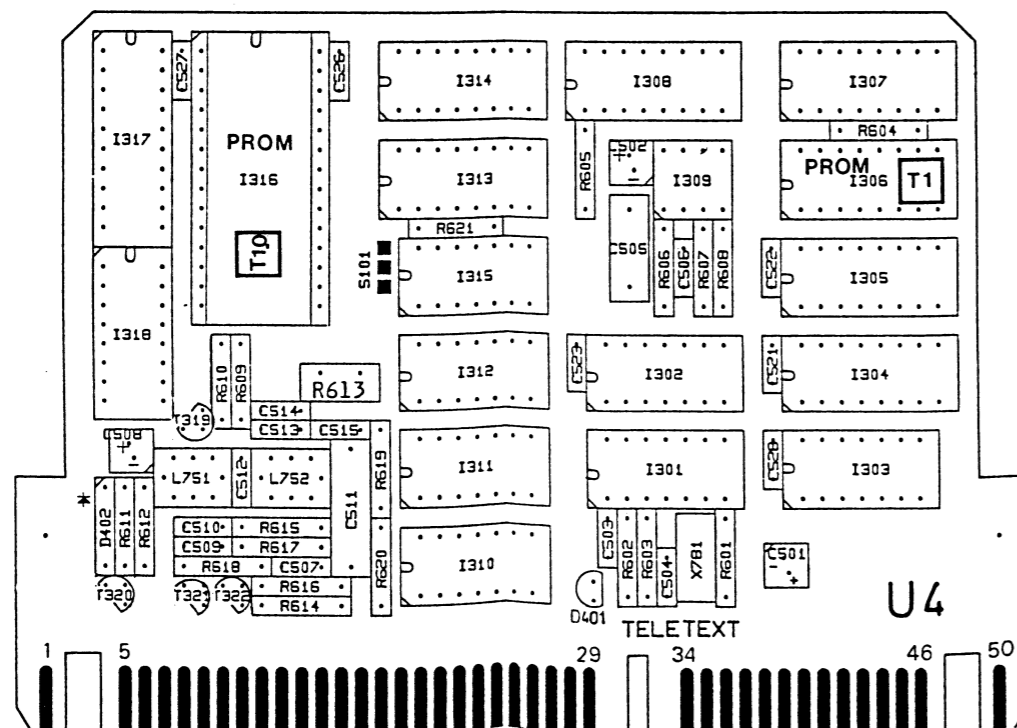 C527
C526
I314
I308
I307
R604
I317
PROM
I316
T10
I313
R605
C502
+
-
I309
PROM
I306
T1
R621
S101
I315
C505
R606
C506
R607
R608
C522
I305
I318
R610
R609
R613
I312
C523
I302
C521
I304
T319
C514
C513
C515
C508
+
-
L751
C512
L752
C511
R619
I311
I301
C528
I303
*
D402
R611
R612
C510
R615
C509
R617
R618
C507
R620
I310
C503
R602
R603
C504
X781
R601
C501
-
+
T320
T321
T322
R616
R614
D401
TELETEXT
U4
1
5
29
34
46
50